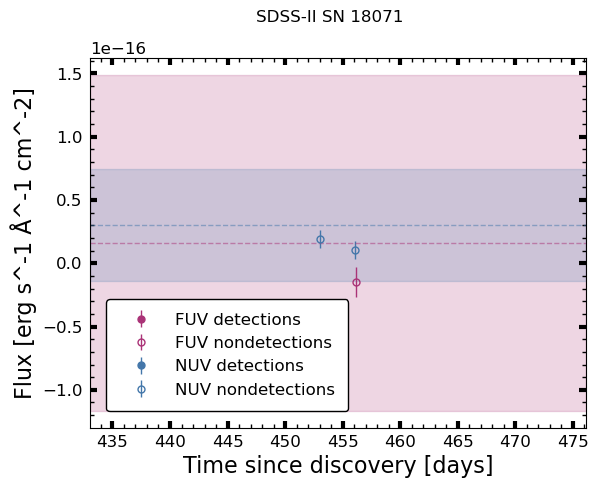 SDSS-II SN 18071
1e−16
1.5
1.0
0.5
0.0
−0.5
−1.0
Flux [erg s^-1 Å^-1 cm^-2]
FUV detections
FUV nondetections
NUV detections
NUV nondetections
435 440 445 450 455 460 465 470 475
Time since discovery [days]